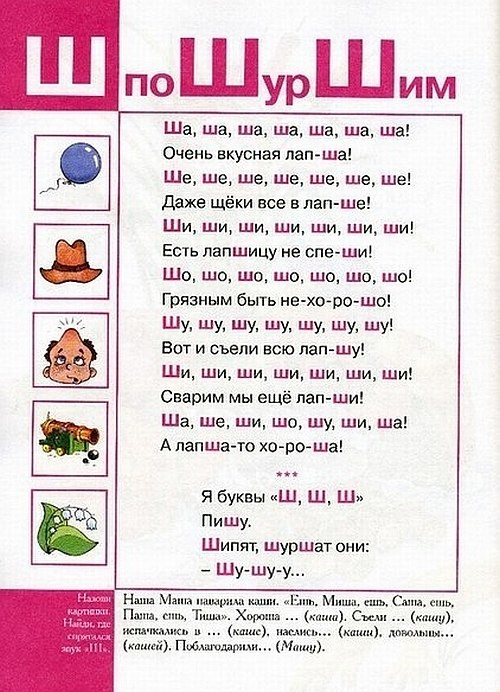 Ш поШурШим
Ша, ша, ша, ша, ша, ша, ша!
Очень вкусная лап-ша!
Ше, ше, ше, ше, ше, ше, ше!
Даже щёки все в лап-ше!
Ши, ши, ши, ши, ши, ши, ши!
Есть лапшицу не спе-ши!
Шо, шо, шо, шо, шо, шо, шо!
Грязным быть не-хо-ро-шо!
Шу, шу, шу, шу, шу, шу, шу!
Вот и съели всю лап-шу!
Ши, ши, ши, ши, ши, ши, ши!
Сварим мы ещё лап-ши!
Ша, ше, ши, шо, шу, ши, ша!
А лапша-то хо-ро-ша!
***
Я буквы «Ш, Ш, Ш»
Пишу.
Шипят, шуршат они:
– Шу-шу-у...
Назови
картинки.
Найди, где
спрятался
звук «Ш».
Наша Маша наварила каши. «Ешь, Миша, ешь, Саша, ешь,
Паша, ешь, Тиша». Хороша ... (каша). Съели ... (кашу),
испачкались в ... (каше), наелись... (каши), довольны...
(кашей). Поблагодарили... (Машу).